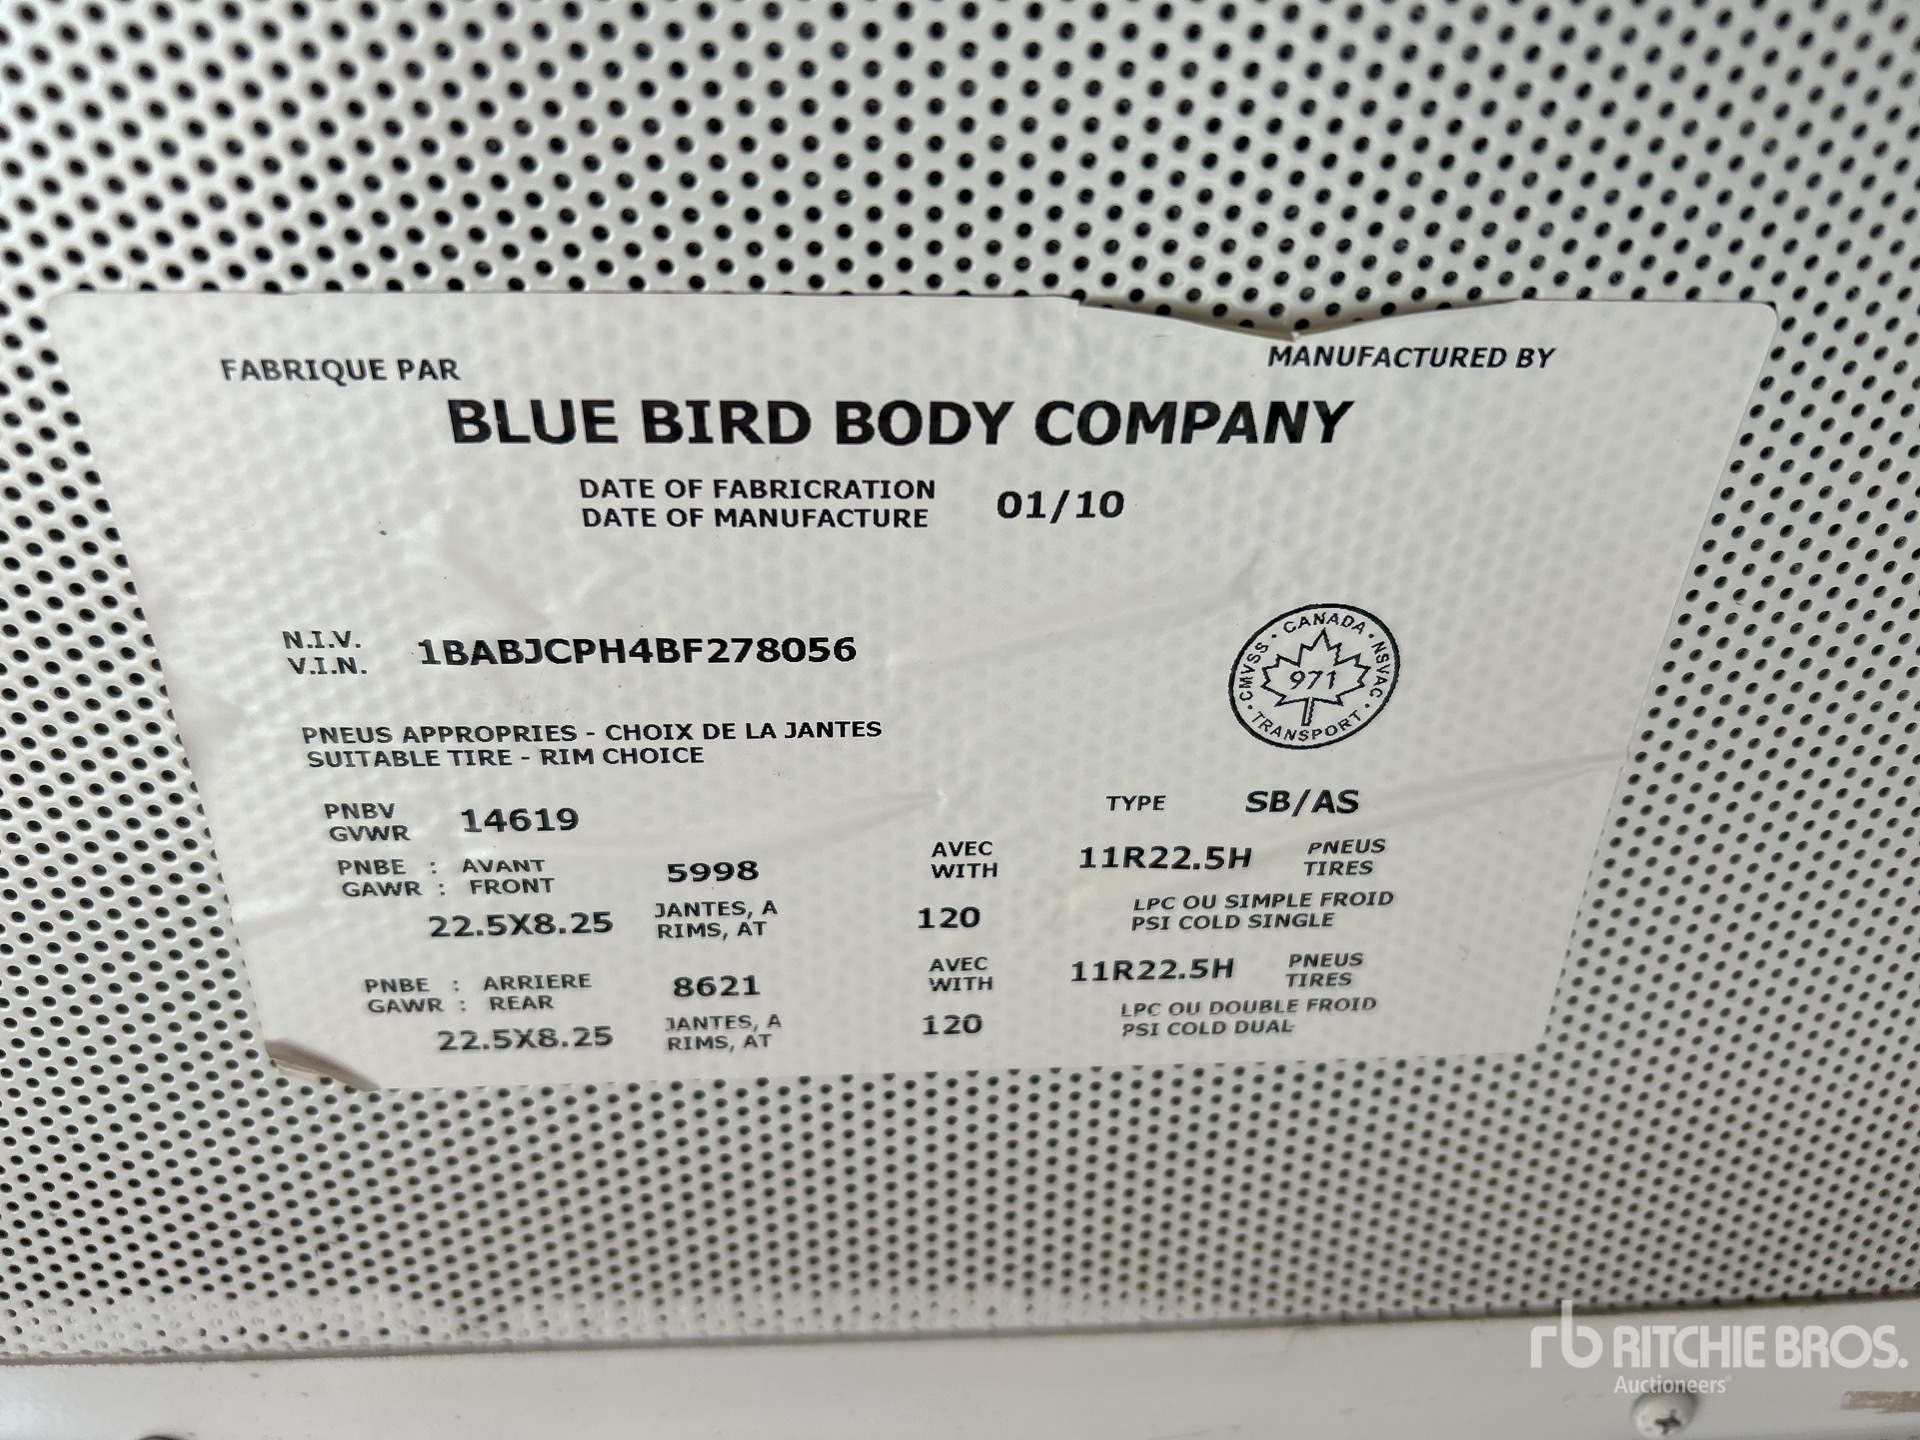 FABRIQUE PAR MANUFACTURED BY
BLUE BIRD BODY COMPANY
DATE OF FABRICRATION
DATE OF MANUFACTURE 01/10
N.I.V.
V.I.N. 1BABJCPH4BF278056
CANADA · NSVAC · TRANSPORT · CMVSS ·
971
PNEUS APPROPRIES - CHOIX DE LA JANTES
SUITABLE TIRE - RIM CHOICE
PNBV
GVWR 14619 TYPE SB/AS
PNBE : AVANT
GAWR : FRONT 5998 AVEC
WITH 11R22.5H PNEUS
TIRES
22.5X8.25 JANTES, A
RIMS, AT 120 LPC OU SIMPLE FROID
PSI COLD SINGLE
PNBE : ARRIERE
GAWR : REAR 8621 AVEC
WITH 11R22.5H PNEUS
TIRES
22.5X8.25 JANTES, A
RIMS, AT 120 LPC OU DOUBLE FROID
PSI COLD DUAL
rb RITCHIE BROS.
Auctioneers